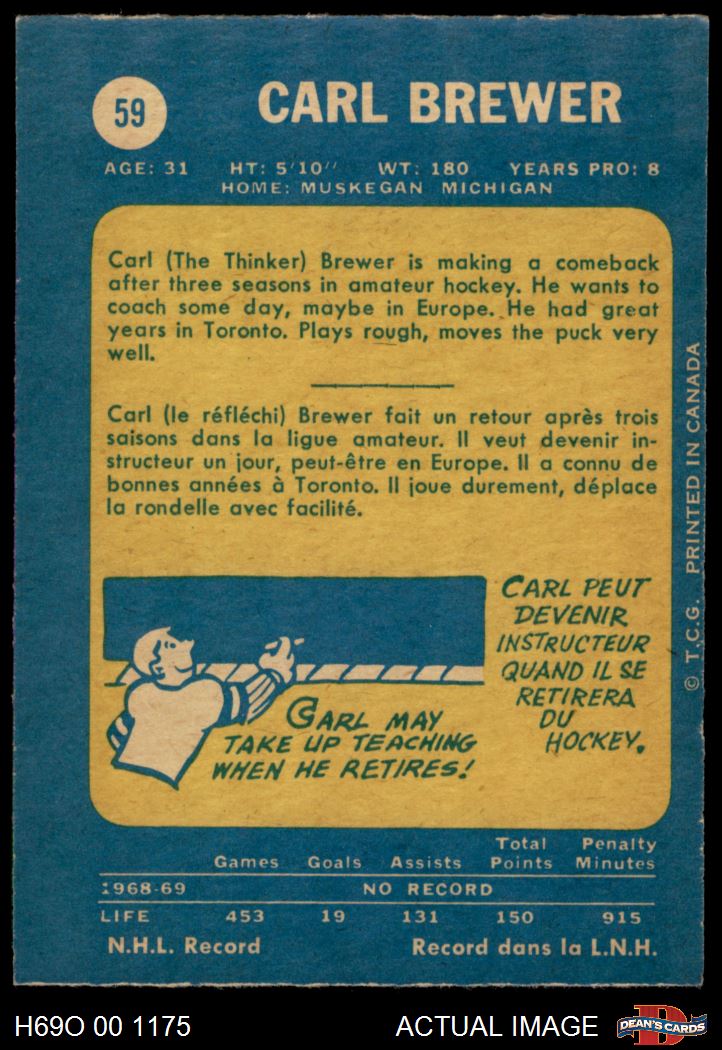 59
CARL BREWER
AGE: 31 HT: 5'10'' WT: 180 YEARS PRO: 8
HOME: MUSKEGAN MICHIGAN
Carl (The Thinker) Brewer is making a comeback
after three seasons in amateur hockey. He wants to
coach some day, maybe in Europe. He had great
years in Toronto. Plays rough, moves the puck very
well.
Carl (le réfléchi) Brewer fait un retour après trois
saisons dans la ligue amateur. Il veut devenir in-
structeur un jour, peut-être en Europe. Il a connu de
bonnes années à Toronto. Il joue durement, déplace
la rondelle avec facilité.
CARL MAY
TAKE UP TEACHING
WHEN HE RETIRES!
CARL PEUT
DEVENIR
INSTRUCTEUR
QUAND IL SE
RETIRERA
DU
HOCKEY.
© T.C.G. PRINTED IN CANADA
Games Goals Assists Total Points Penalty Minutes
1968-69 NO RECORD
LIFE 453 19 131 150 915
N.H.L. Record Record dans la L.N.H.
H69O 00 1175 ACTUAL IMAGE
D
DEAN'S CARDS